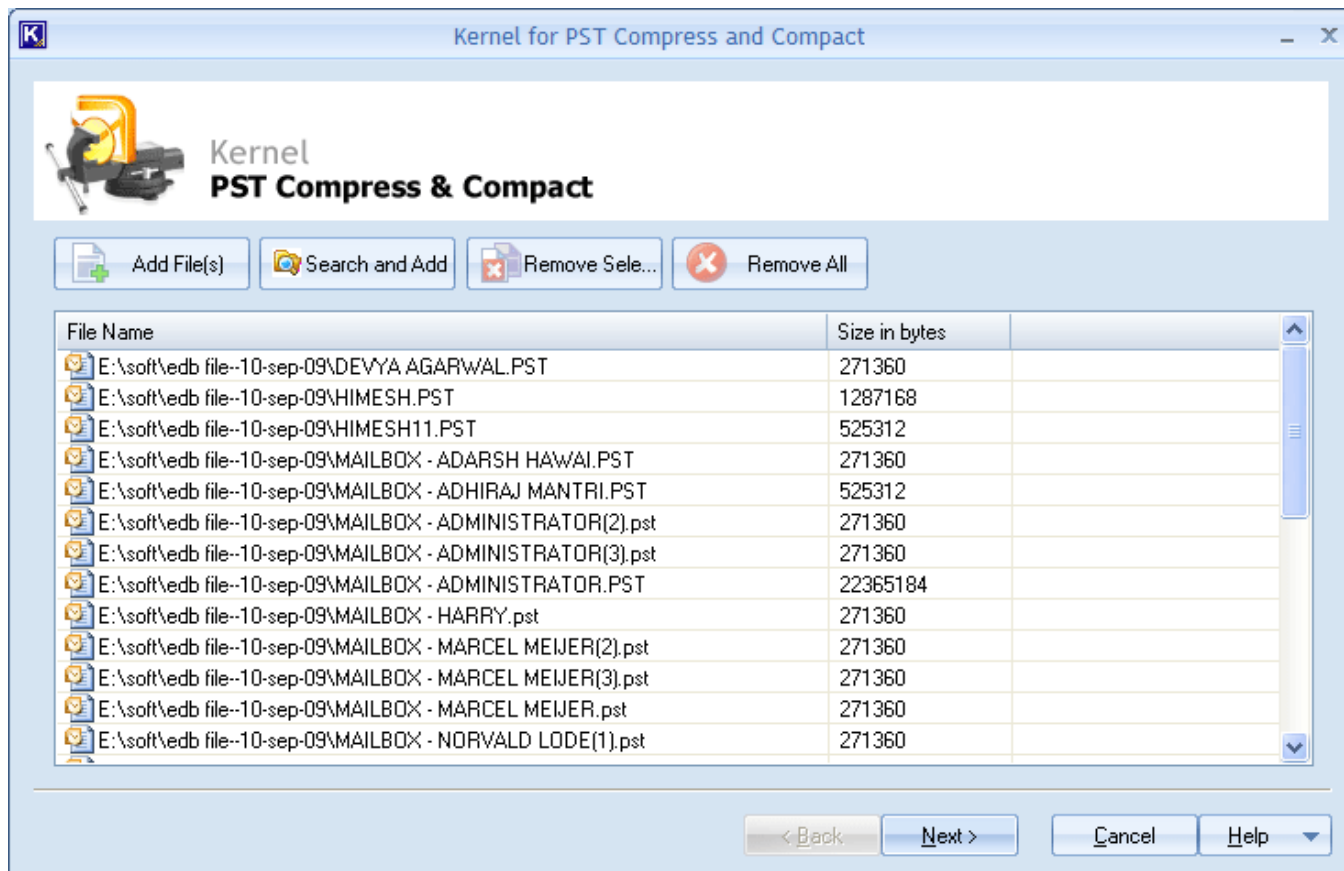 Kernel for PST Compress and Compact
Kernel
PST Compress & Compact
Add File(s) Search and Add Remove Sele... Remove All
File Name Size in bytes
E:\soft\edb file--10-sep-09\DEVYA AGARWAL.PST 271360
E:\soft\edb file--10-sep-09\HIMESH.PST 1287168
E:\soft\edb file--10-sep-09\HIMESH11.PST 525312
E:\soft\edb file--10-sep-09\MAILBOX - ADARSH HAWAI.PST 271360
E:\soft\edb file--10-sep-09\MAILBOX - ADHIRAJ MANTRI.PST 525312
E:\soft\edb file--10-sep-09\MAILBOX - ADMINISTRATOR(2).pst 271360
E:\soft\edb file--10-sep-09\MAILBOX - ADMINISTRATOR(3).pst 271360
E:\soft\edb file--10-sep-09\MAILBOX - ADMINISTRATOR.PST 22365184
E:\soft\edb file--10-sep-09\MAILBOX - HARRY.pst 271360
E:\soft\edb file--10-sep-09\MAILBOX - MARCEL MEIJER(2).pst 271360
E:\soft\edb file--10-sep-09\MAILBOX - MARCEL MEIJER(3).pst 271360
E:\soft\edb file--10-sep-09\MAILBOX - MARCEL MEIJER.pst 271360
E:\soft\edb file--10-sep-09\MAILBOX - NORVALD LODE(1).pst 271360
< Back Next > Cancel Help